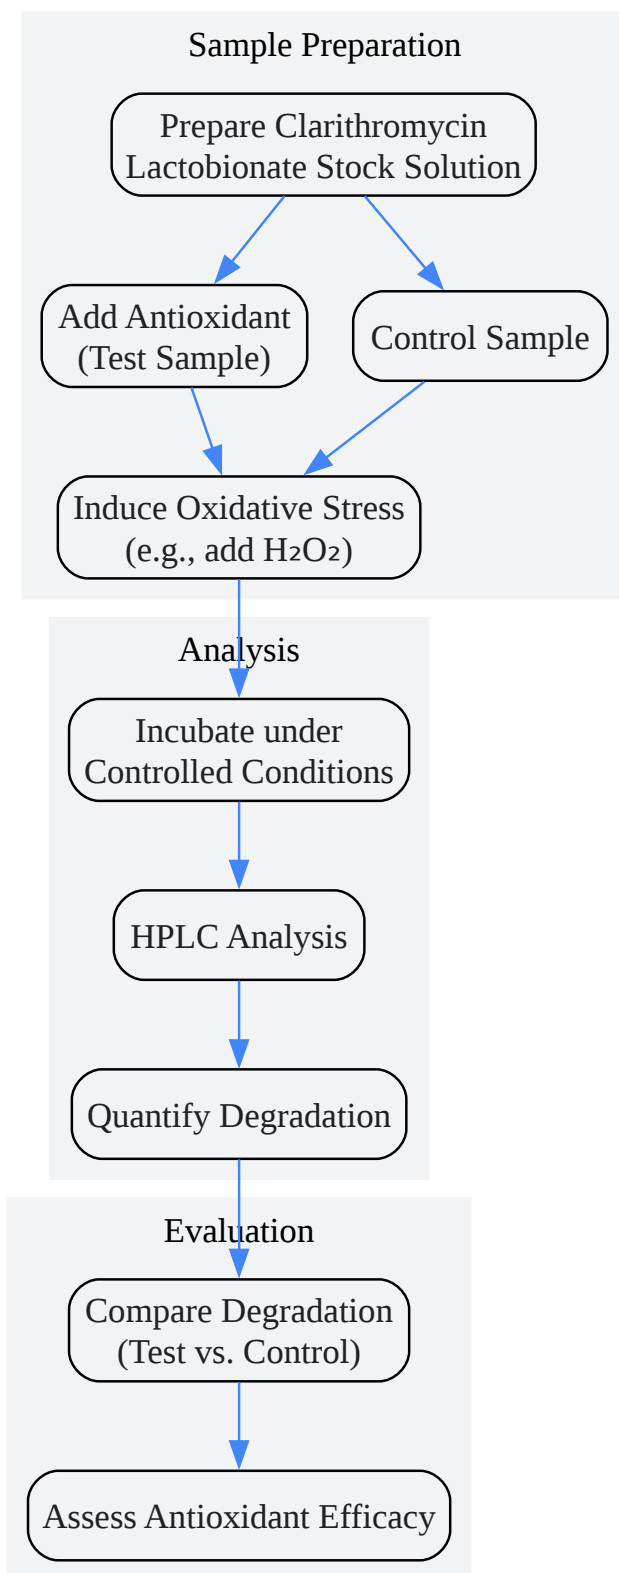 Sample Preparation
Prepare Clarithromycin
Lactobionate Stock Solution
Add Antioxidant
(Test Sample)
Control Sample
Induce Oxidative Stress
(e.g., add H₂O₂)
Analysis
Incubate under
Controlled Conditions
HPLC Analysis
Quantify Degradation
Evaluation
Compare Degradation
(Test vs. Control)
Assess Antioxidant Efficacy